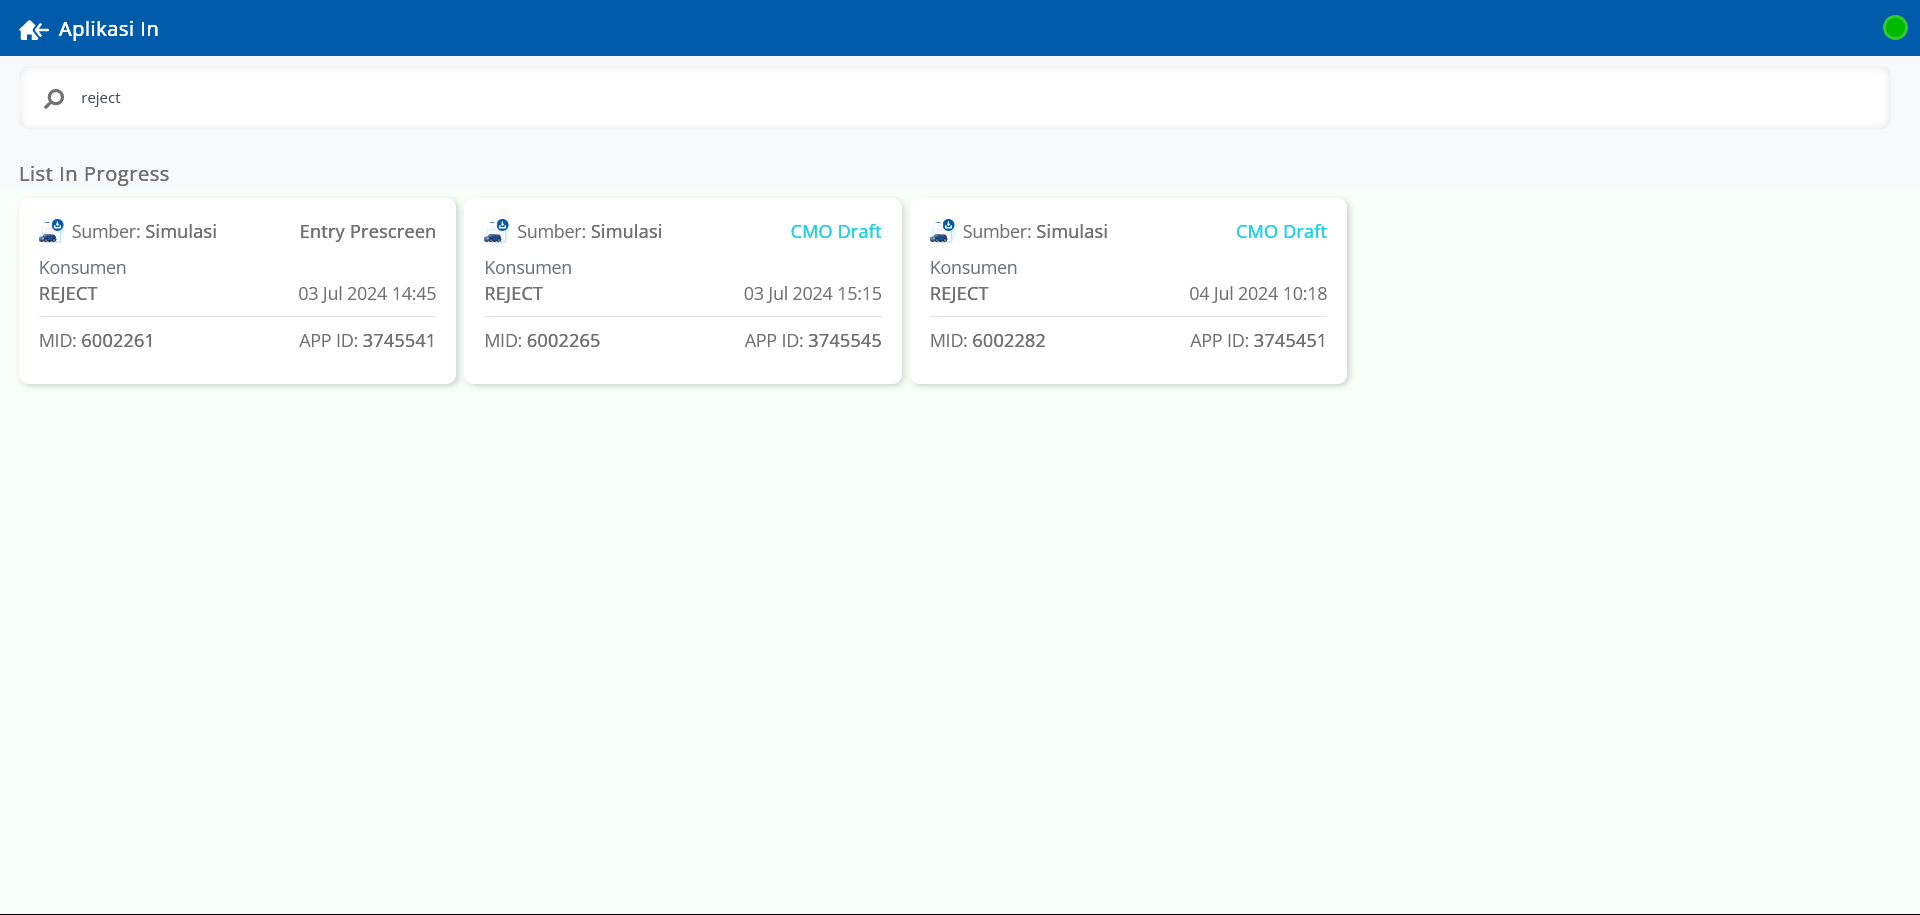 Aplikasi In
reject
List In Progress
Sumber: Simulasi Entry Prescreen
Konsumen
REJECT 03 Jul 2024 14:45
MID: 6002261 APP ID: 3745541
Sumber: Simulasi CMO Draft
Konsumen
REJECT 03 Jul 2024 15:15
MID: 6002265 APP ID: 3745545
Sumber: Simulasi CMO Draft
Konsumen
REJECT 04 Jul 2024 10:18
MID: 6002282 APP ID: 3745451